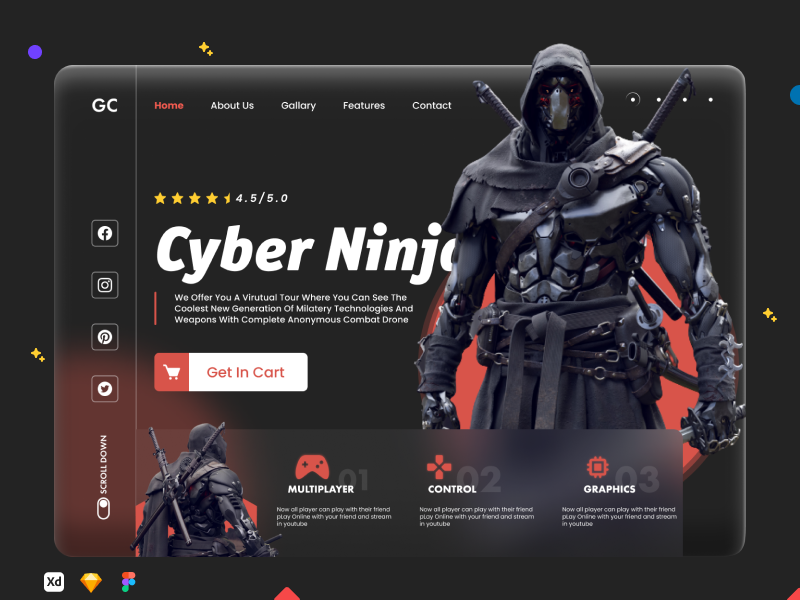 GC
Home
About Us
Gallary
Features
Contact
4.5/5.0
Cyber Ninja
We Offer You A Virutual Tour Where You Can See The
Coolest New Generation Of Milatery Technologies And
Weapons With Complete Anonymous Combat Drone
Get In Cart
SCROLL DOWN
01
MULTIPLAYER
Now all player can play with their friend
pLay Online with your friend and stream
in youtube
02
CONTROL
Now all player can play with their friend
pLay Online with your friend and stream
in youtube
03
GRAPHICS
Now all player can play with their friend
pLay Online with your friend and stream
in youtube
Xd